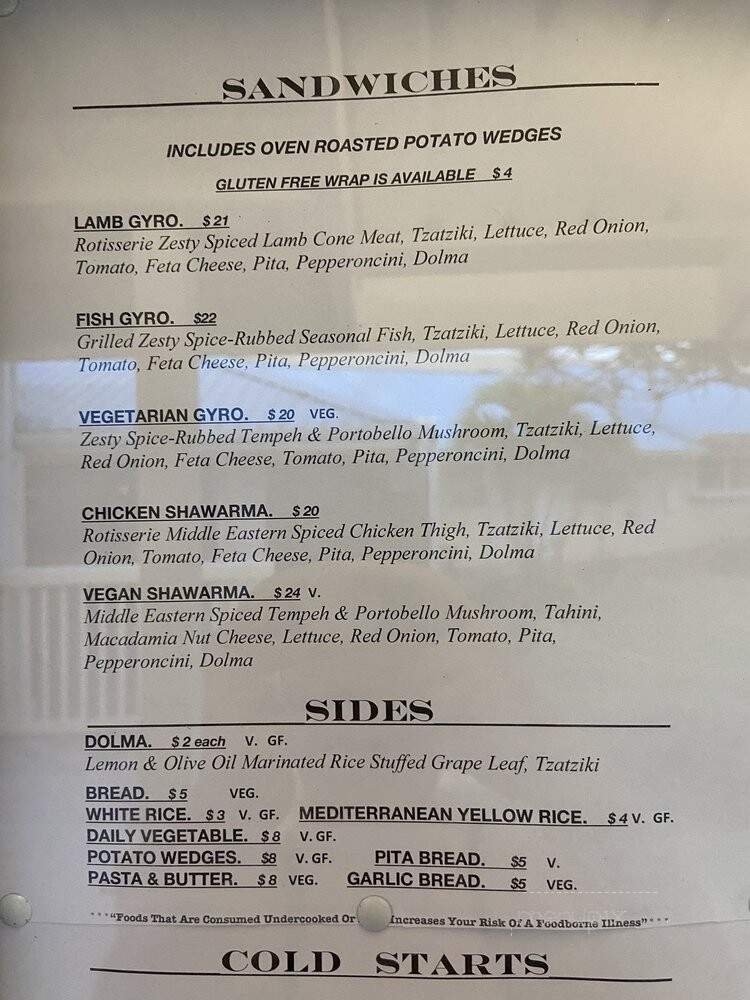 SANDWICHES
INCLUDES OVEN ROASTED POTATO WEDGES
GLUTEN FREE WRAP IS AVAILABLE $4
LAMB GYRO. $21
Rotisserie Zesty Spiced Lamb Cone Meat, Tzatziki, Lettuce, Red Onion,
Tomato, Feta Cheese, Pita, Pepperoncini, Dolma
FISH GYRO. $22
Grilled Zesty Spice-Rubbed Seasonal Fish, Tzatziki, Lettuce, Red Onion,
Tomato, Feta Cheese, Pita, Pepperoncini, Dolma
VEGETARIAN GYRO. $20 VEG.
Zesty Spice-Rubbed Tempeh & Portobello Mushroom, Tzatziki, Lettuce,
Red Onion, Feta Cheese, Tomato, Pita, Pepperoncini, Dolma
CHICKEN SHAWARMA. $20
Rotisserie Middle Eastern Spiced Chicken Thigh, Tzatziki, Lettuce, Red
Onion, Tomato, Feta Cheese, Pita, Pepperoncini, Dolma
VEGAN SHAWARMA. $24 V.
Middle Eastern Spiced Tempeh & Portobello Mushroom, Tahini,
Macadamia Nut Cheese, Lettuce, Red Onion, Tomato, Pita,
Pepperoncini, Dolma
SIDES
DOLMA. $2 each V. GF.
Lemon & Olive Oil Marinated Rice Stuffed Grape Leaf, Tzatziki
BREAD. $5 VEG.
WHITE RICE. $3 V. GF. MEDITERRANEAN YELLOW RICE. $4 V. GF.
DAILY VEGETABLE. $8 V. GF.
POTATO WEDGES. $8 V. GF. PITA BREAD. $5 V.
PASTA & BUTTER. $8 VEG. GARLIC BREAD. $5 VEG.
***"Foods That Are Consumed Undercooked Or Increases Your Risk Of A Foodborne Illness"***
COLD STARTS